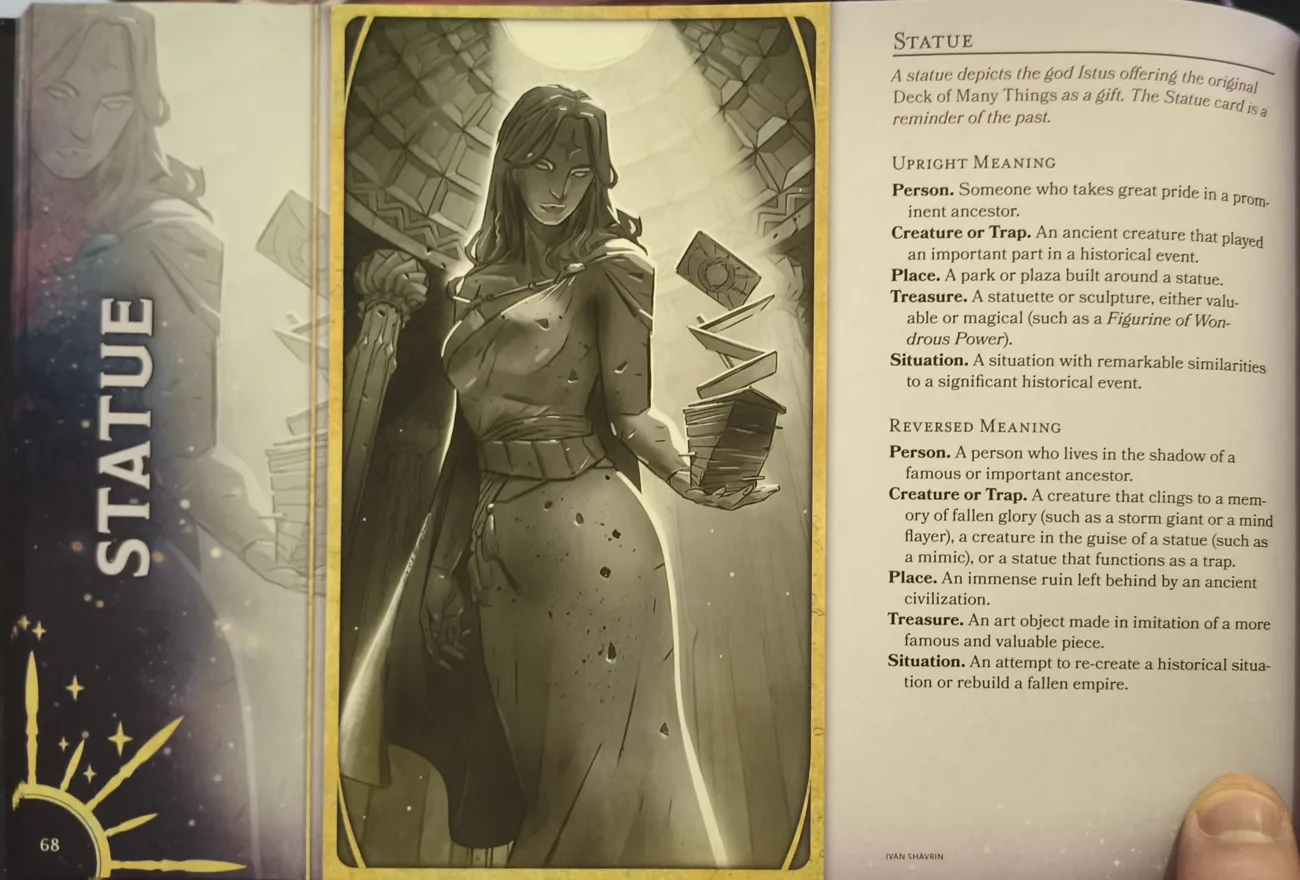 STATUE
68
STATUE
A statue depicts the god Istus offering the original
Deck of Many Things as a gift. The Statue card is a
reminder of the past.
UPRIGHT MEANING
Person. Someone who takes great pride in a prom-
inent ancestor.
Creature or Trap. An ancient creature that played
an important part in a historical event.
Place. A park or plaza built around a statue.
Treasure. A statuette or sculpture, either valu-
able or magical (such as a Figurine of Won-
drous Power).
Situation. A situation with remarkable similarities
to a significant historical event.
REVERSED MEANING
Person. A person who lives in the shadow of a
famous or important ancestor.
Creature or Trap. A creature that clings to a mem-
ory of fallen glory (such as a storm giant or a mind
flayer), a creature in the guise of a statue (such as
a mimic), or a statue that functions as a trap.
Place. An immense ruin left behind by an ancient
civilization.
Treasure. An art object made in imitation of a more
famous and valuable piece.
Situation. An attempt to re-create a historical situa-
tion or rebuild a fallen empire.
IVAN SHAVRIN